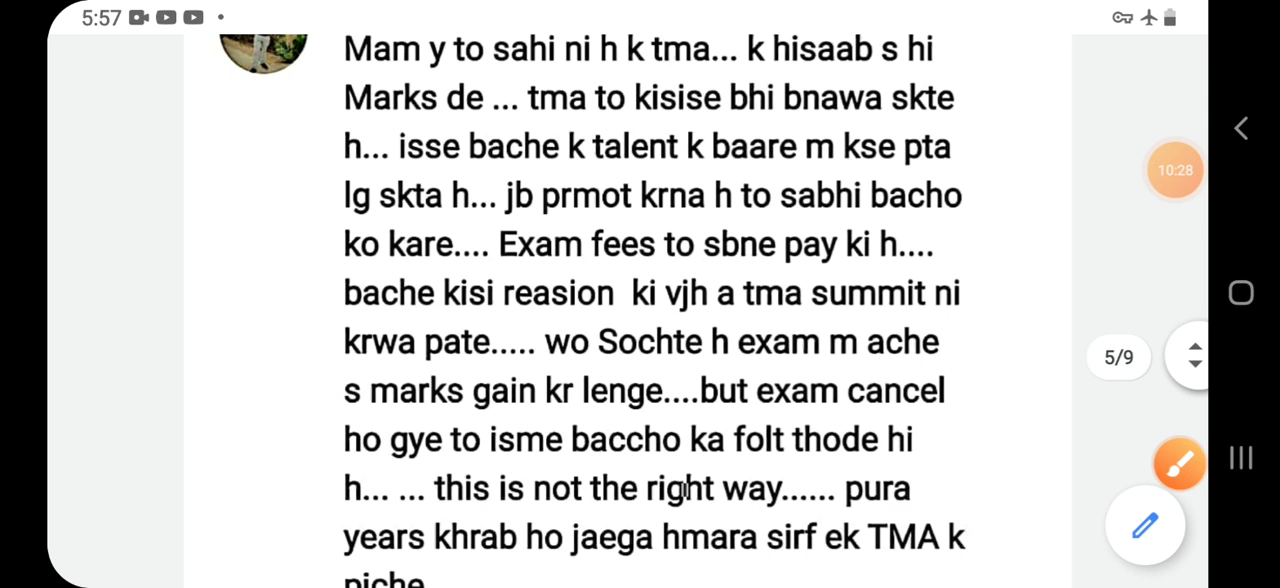 5:57
Mam y to sahi ni h k tma... k hisaab s hi
Marks de ... tma to kisise bhi bnawa skte
h... isse bache k talent k baare m kse pta
lg skta h... jb prmot krna h to sabhi bacho
ko kare.... Exam fees to sbne pay ki h....
bache kisi reasion ki vjh a tma summit ni
krwa pate..... wo Sochte h exam m ache
s marks gain kr lenge....but exam cancel
ho gye to isme baccho ka folt thode hi
h... ... this is not the right way...... pura
years khrab ho jaega hmara sirf ek TMA k
piche
10:28
5/9